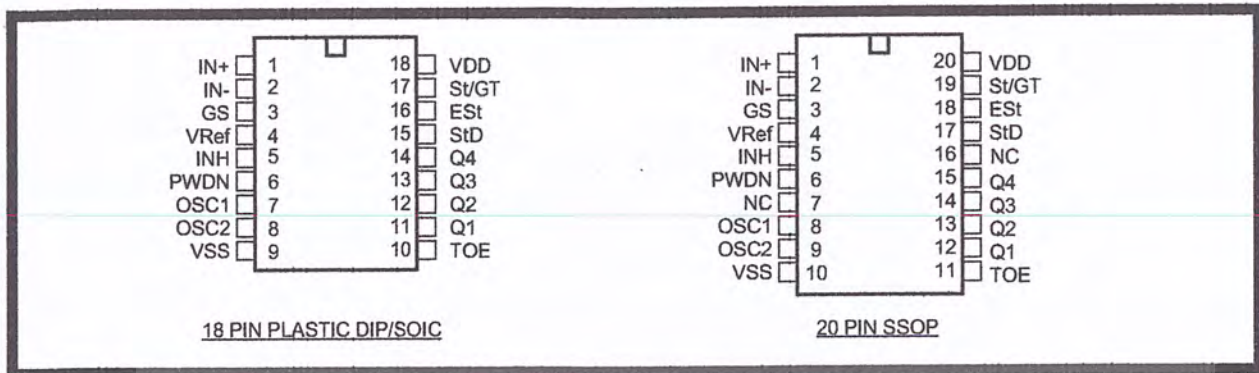 IN+ 1 18 VDD
IN- 2 17 St/GT
GS 3 16 ESt
VRef 4 15 StD
INH 5 14 Q4
PWDN 6 13 Q3
OSC1 7 12 Q2
OSC2 8 11 Q1
VSS 9 10 TOE
18 PIN PLASTIC DIP/SOIC
IN+ 1 20 VDD
IN- 2 19 St/GT
GS 3 18 ESt
VRef 4 17 StD
INH 5 16 NC
PWDN 6 15 Q4
NC 7 14 Q3
OSC1 8 13 Q2
OSC2 9 12 Q1
VSS 10 11 TOE
20 PIN SSOP